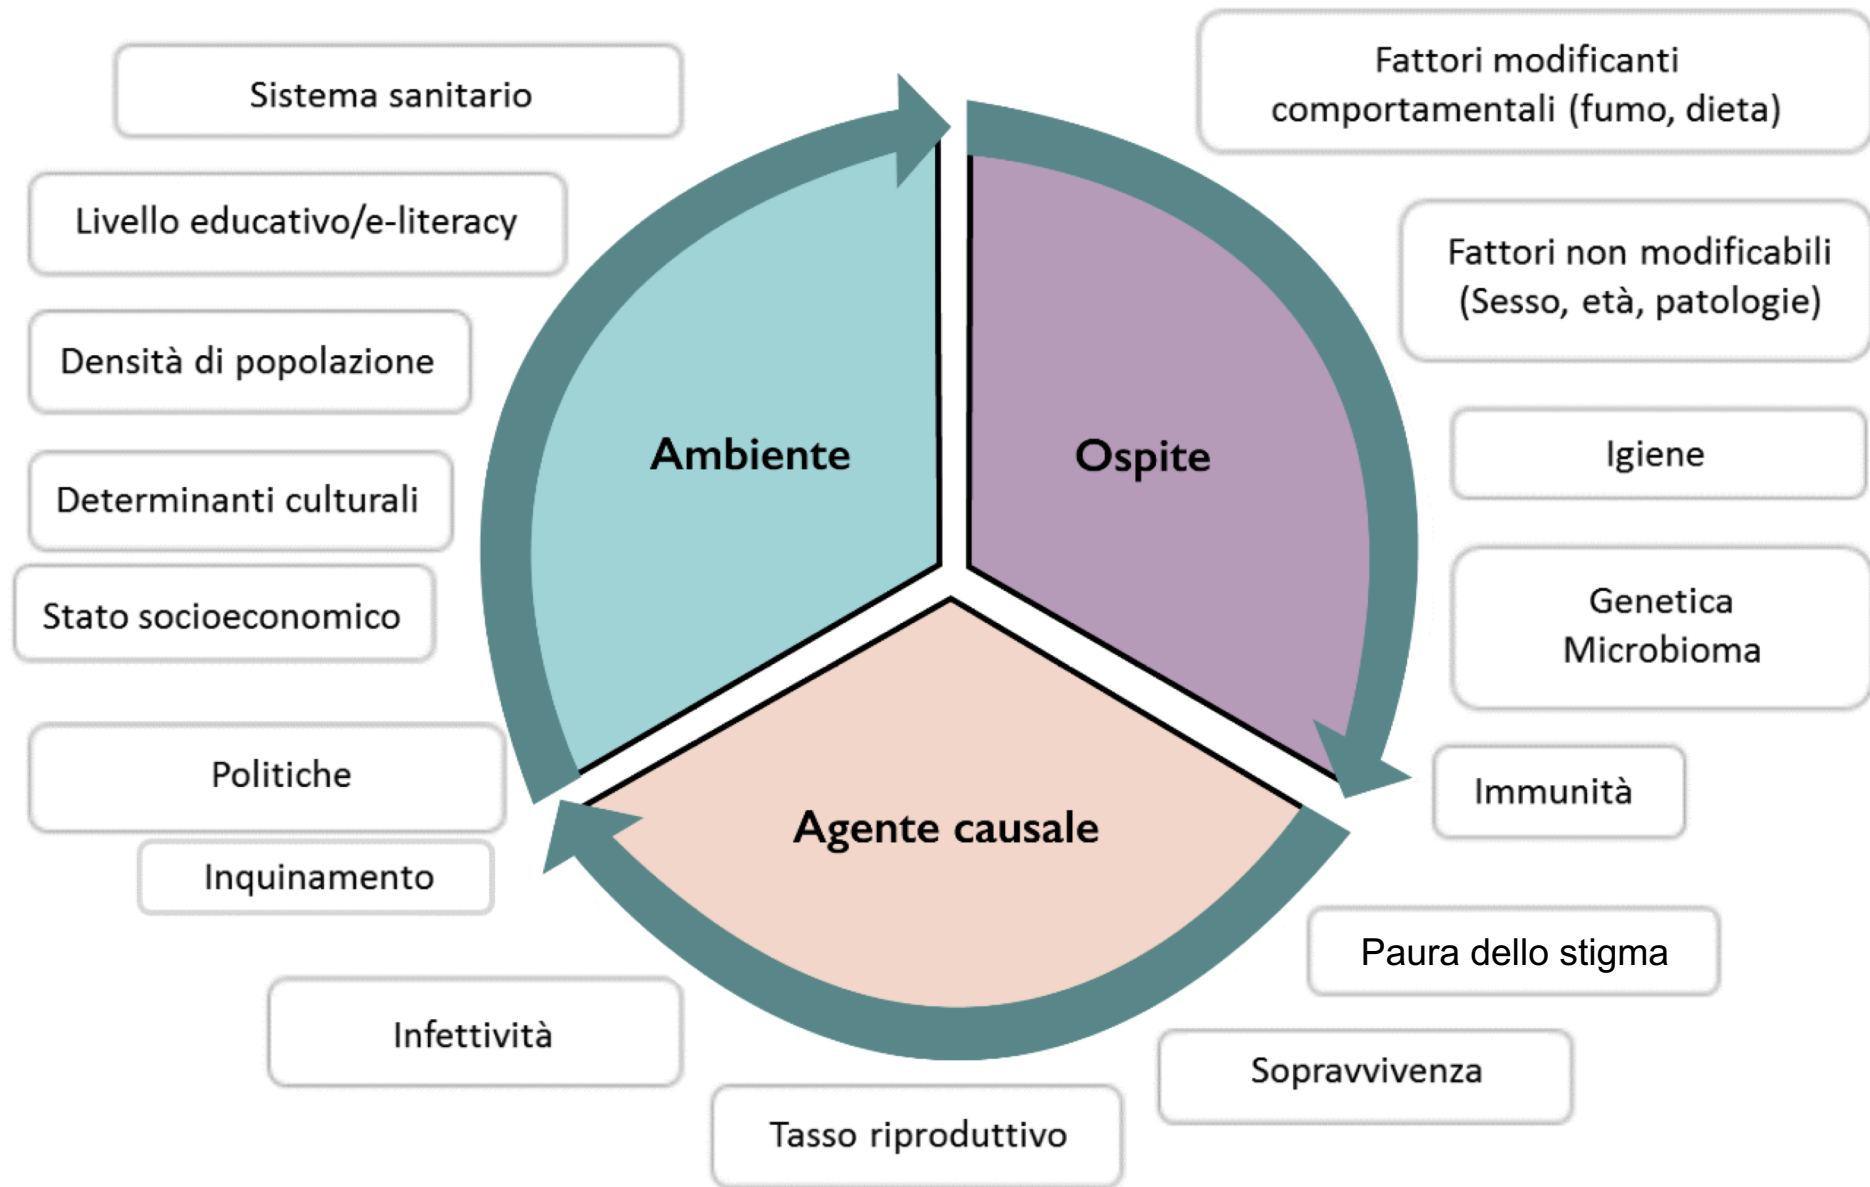 Sistema sanitario
Livello educativo/e-literacy
Densità di popolazione
Determinanti culturali
Stato socioeconomico
Politiche
Inquinamento
Ambiente
Ospite
Agente causale
Fattori modificanti
comportamentali (fumo, dieta)
Fattori non modificabili
(Sesso, età, patologie)
Igiene
Genetica
Microbioma
Immunità
Paura dello stigma
Sopravvivenza
Tasso riproduttivo
Infettività